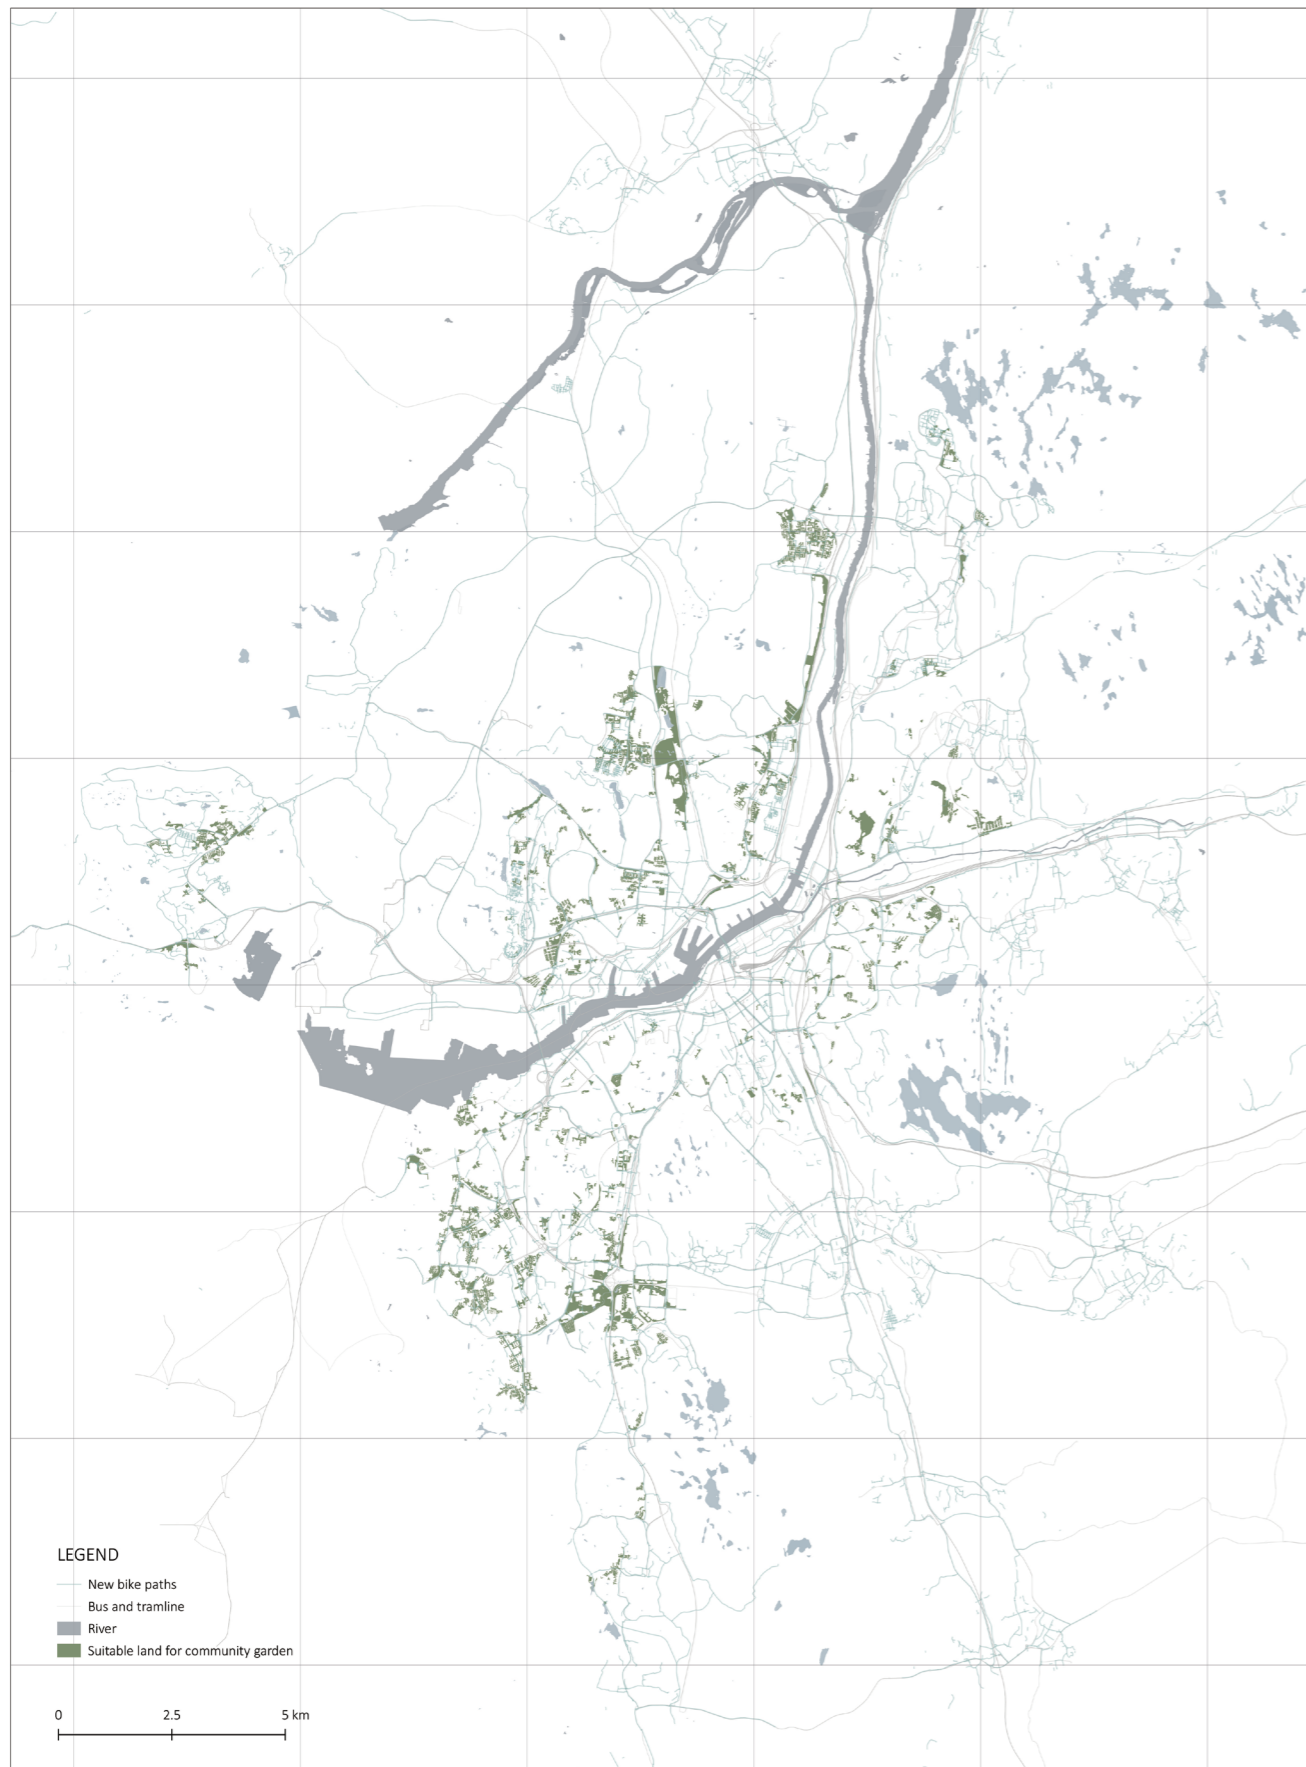 LEGEND
New bike paths
Bus and tramline
River
Suitable land for community garden
0 2.5 5 km